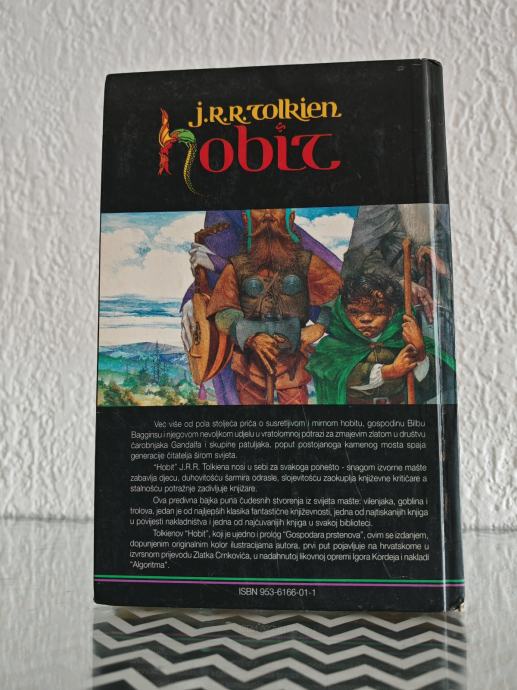 J.R.R. Tolkien
hobit
Već više od pola stoljeća priča o susretljivom i mirnom hobitu, gospodinu Bilbu
Bagginsu i njegovom nevoljkom udjelu u vratolomnoj potrazi za zmajevim zlatom u društvu
čarobnjaka Gandalfa i skupine patuljaka, poput postojanoga kamenog mosta spaja
generacije čitatelja širom svijeta.
"Hobit" J.R.R. Tolkiena nosi u sebi za svakoga ponešto - snagom izvorne mašte
zabavlja djecu, duhovitošću šarmira odrasle, slojevitošću zaokuplja književne kritičare a
stalnošću potražnje zadivljuje knjižare.
Ova predivna bajka puna čudesnih stvorenja iz svijeta mašte: vilenjaka, goblina i
trolova, jedan je od najljepših klasika fantastične književnosti, jedna od najtiskanijih knjiga
u povijesti nakladništva i jedna od najčuvanijih knjiga u svakoj biblioteci.
Tolkienov "Hobit", koji je ujedno i prolog "Gospodara prstenova", ovim se izdanjem,
dopunjenim originalnim kolor ilustracijama autora, prvi put pojavljuje na hrvatskome u
izvrsnom prijevodu Zlatka Crnkovića, u nadahnutoj likovnoj opremi Igora Kordeja i nakladi
"Algoritma".
ISBN 953-6166-01-1